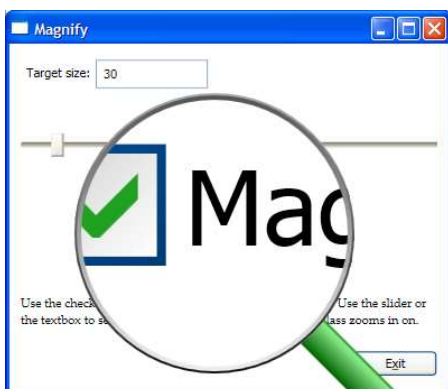 Magnify
Target size: 30
Mag
Use the check Use the slider or
the textbox to se lass zooms in on.
Exit